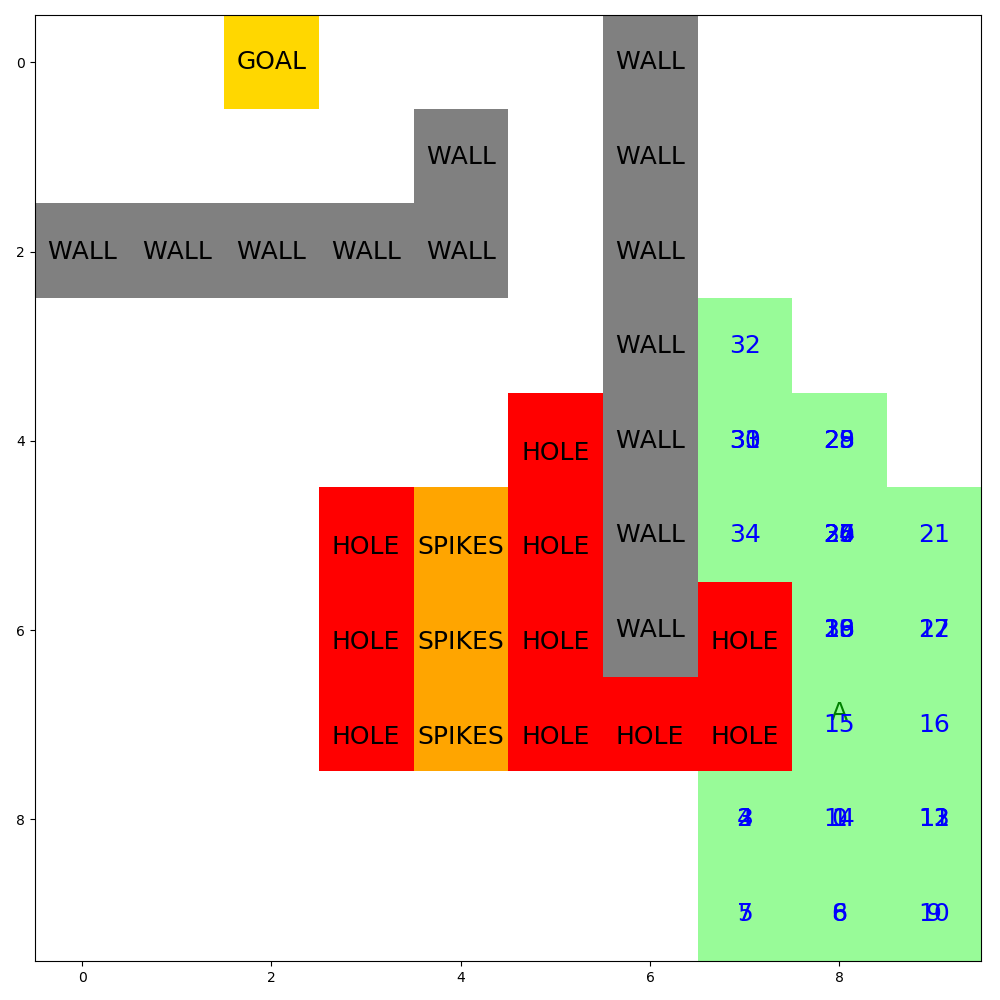 0 GOAL WALL
WALL WALL
2 WALL WALL WALL WALL WALL WALL
WALL 32
4 HOLE WALL
HOLE SPIKES HOLE WALL 34 21
6 HOLE SPIKES HOLE WALL HOLE
HOLE SPIKES HOLE HOLE HOLE 15 16
8
0 2 4 6 8